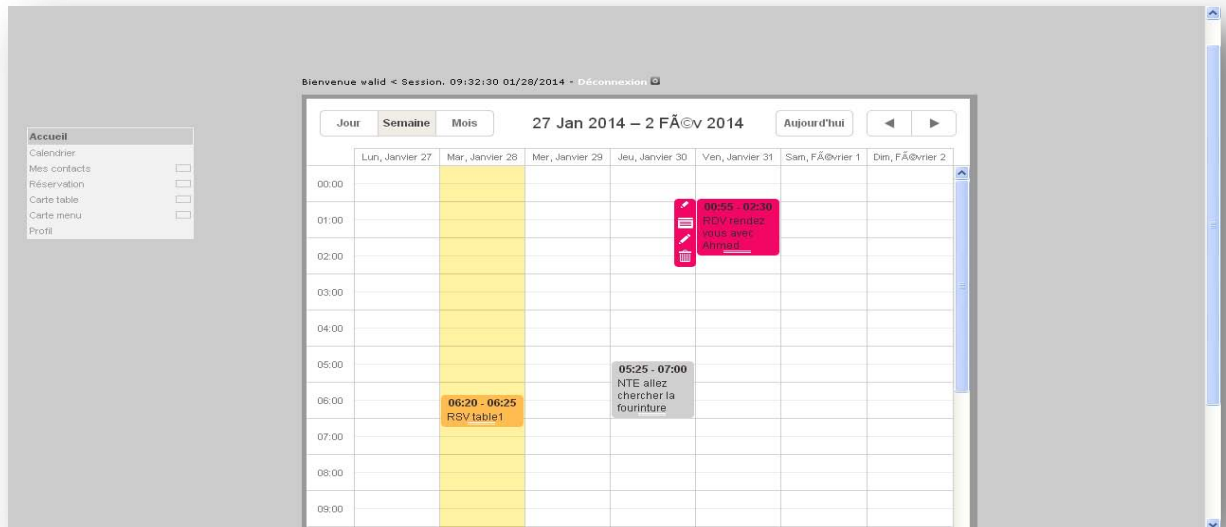 Bienvenue walid < Session. 09:32:30 01/28/2014 - Déconnexion
Accueil
Calendrier
Mes contacts
Réservation
Carte table
Carte menu
Profil
Jour Semaine Mois 27 Jan 2014 — 2 FÃ©v 2014 Aujourd'hui ◄ ►
Lun, Janvier 27 Mar, Janvier 28 Mer, Janvier 29 Jeu, Janvier 30 Ven, Janvier 31 Sam, FÃ©vrier 1 Dim, FÃ©vrier 2
00:00
01:00
02:00
03:00
04:00
05:00
06:00
07:00
08:00
09:00
00:55 - 02:30
RDV rendez
vous avec
Ahmed
05:25 - 07:00
NTE allez
chercher la
fourinture
06:20 - 06:25
RSV table1